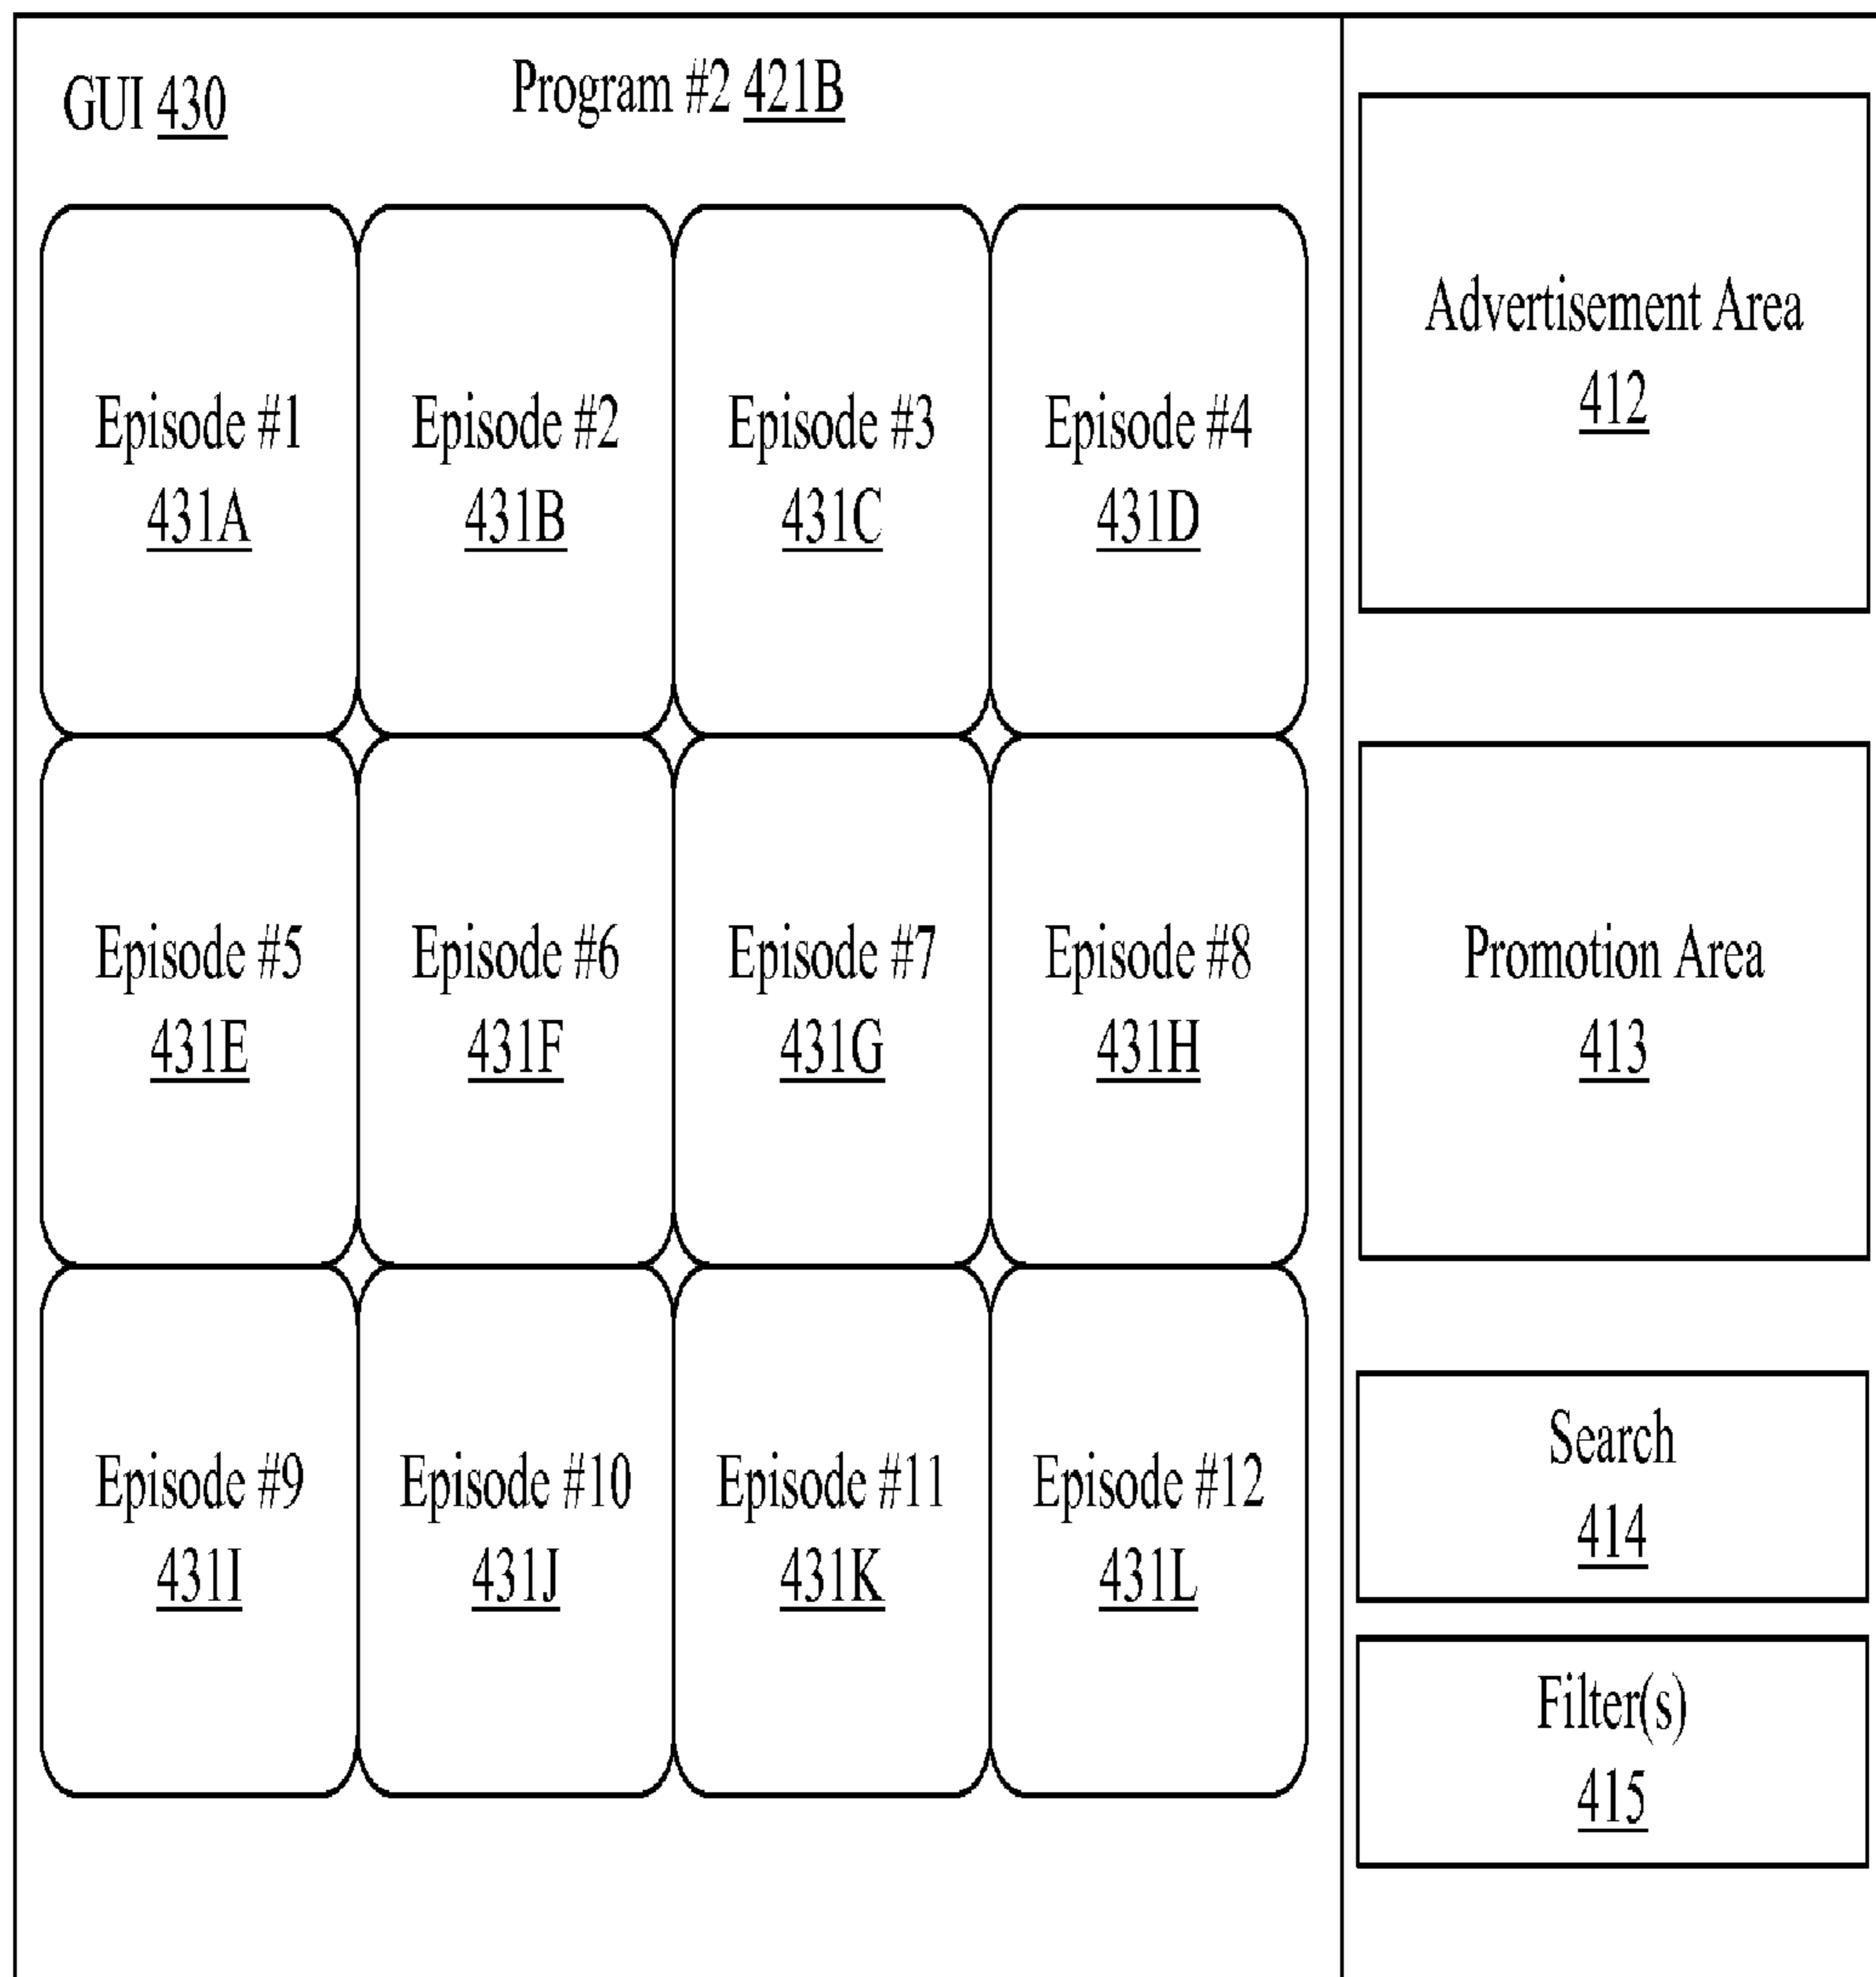 GUI 430
Program #2 421B
Episode #1
431A
Episode #2
431B
Episode #3
431C
Episode #4
431D
Episode #5
431E
Episode #6
431F
Episode #7
431G
Episode #8
431H
Episode #9
431I
Episode #10
431J
Episode #11
431K
Episode #12
431L
Advertisement Area
412
Promotion Area
413
Search
414
Filter(s)
415